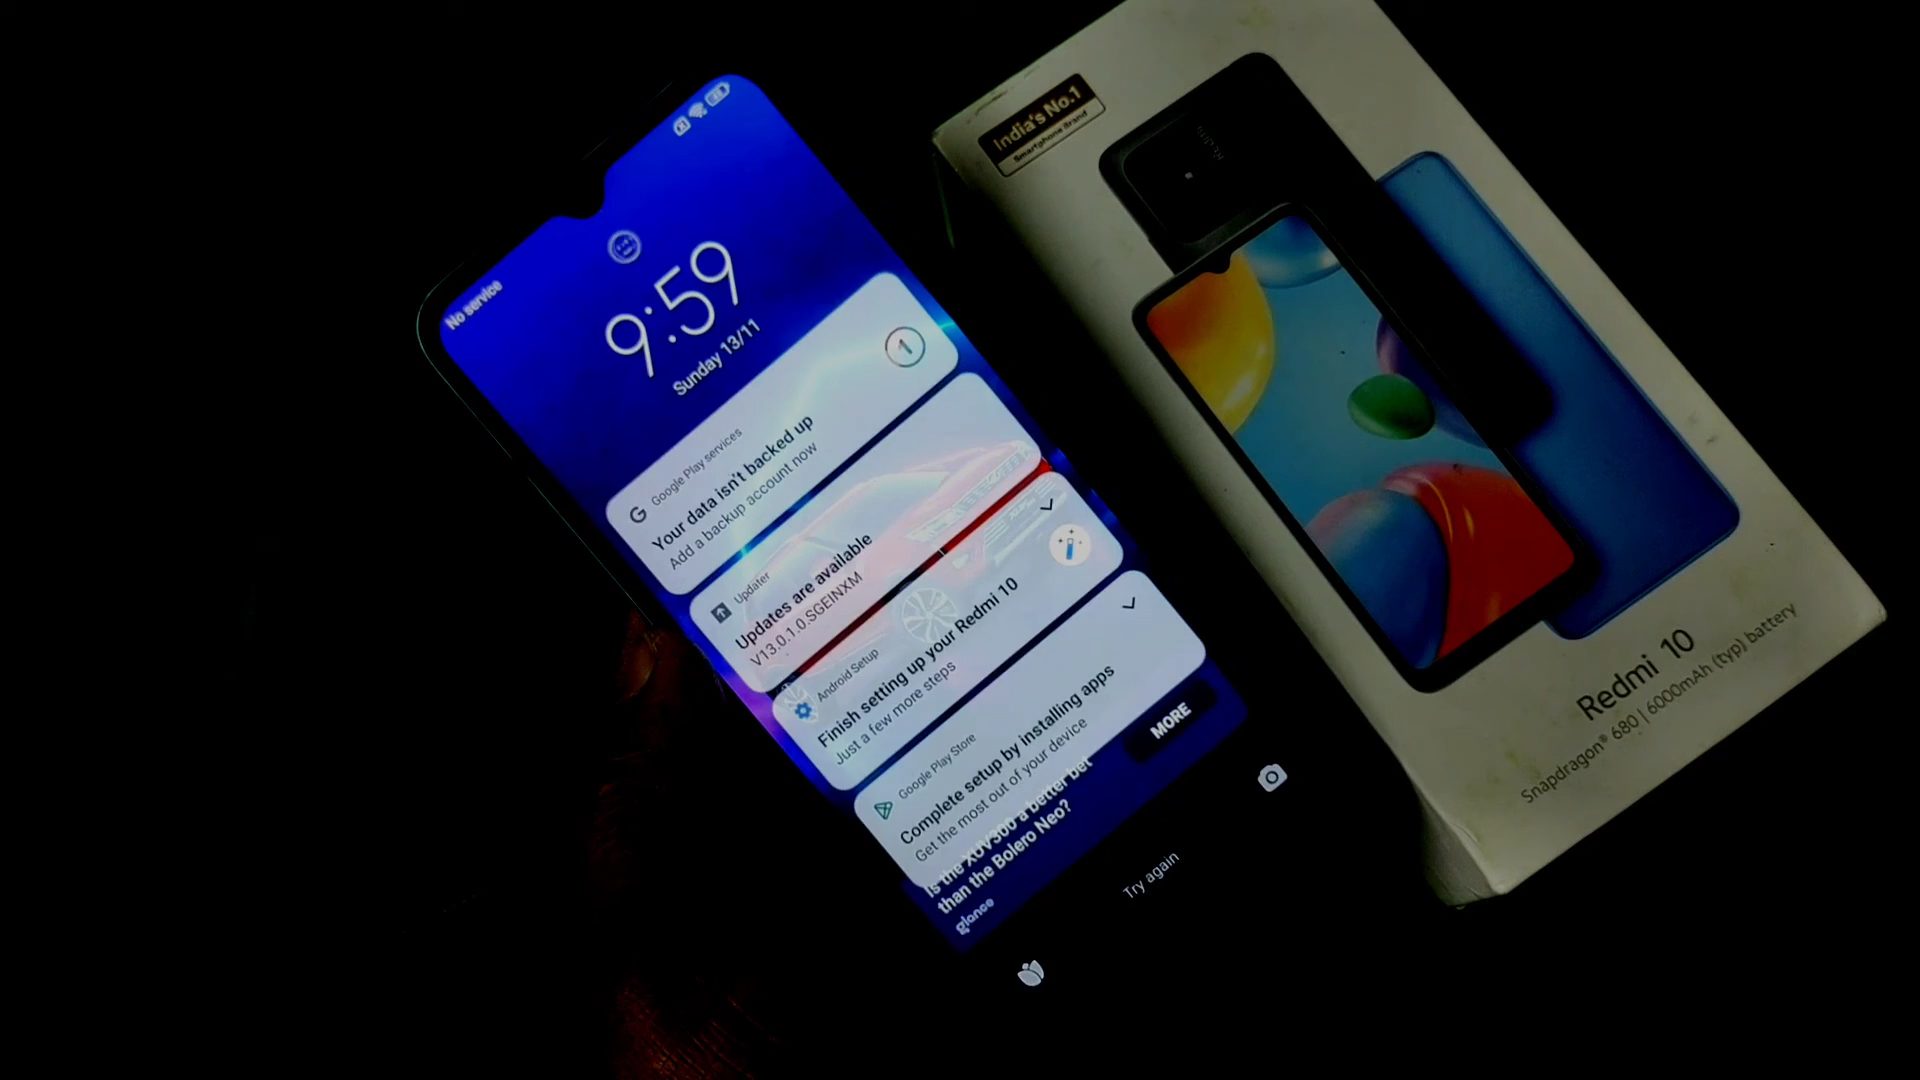 No service
9:59
Sunday 13/11
1
Google Play services
Your data isn't backed up
Add a backup account now
Updater
Updates are available
V13.0.1.0.SGEINXM
Android Setup
Finish setting up your Redmi 10
Just a few more steps
Google Play Store
Complete setup by installing apps
Get the most out of your device
Is the XUV300 a better bet
than the Bolero Neo?
MORE
glance
Try again
India's No.1
Smartphone Brand
Redmi
Redmi 10
Snapdragon® 680 | 6000mAh (typ) battery